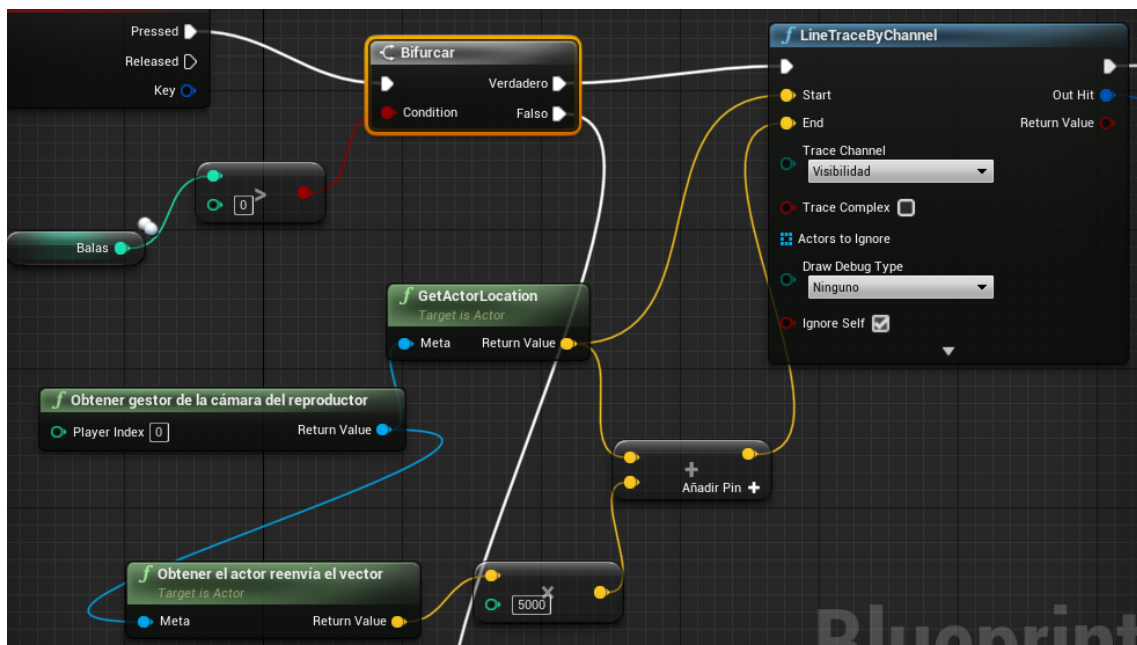 Pressed
Released
Key
Bifurcar
Verdadero
Condition
Falso
LineTraceByChannel
Start
Out Hit
End
Return Value
Trace Channel
Visibilidad
Trace Complex
Actors to Ignore
Draw Debug Type
Ninguno
Ignore Self
>
0
Balas
GetActorLocation
Target is Actor
Meta
Return Value
Obtener gestor de la cámara del reproductor
Player Index 0
Return Value
+
Añadir Pin +
Obtener el actor reenvía el vector
Target is Actor
Meta
Return Value
×
5000
Blueprint